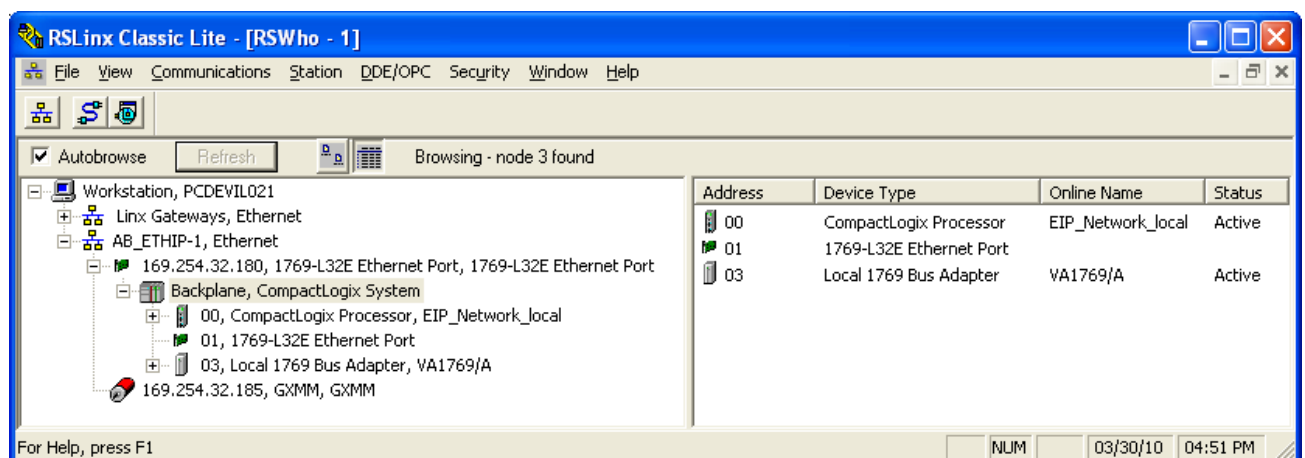 RSLinx Classic Lite - [RSWho - 1]
File View Communications Station DDE/OPC Security Window Help
Autobrowse Refresh Browsing - node 3 found
Workstation, PCDEVIL021
Linx Gateways, Ethernet
AB_ETHIP-1, Ethernet
169.254.32.180, 1769-L32E Ethernet Port, 1769-L32E Ethernet Port
Backplane, CompactLogix System
00, CompactLogix Processor, EIP_Network_local
01, 1769-L32E Ethernet Port
03, Local 1769 Bus Adapter, VA1769/A
169.254.32.185, GXMM, GXMM
Address Device Type Online Name Status
00 CompactLogix Processor EIP_Network_local Active
01 1769-L32E Ethernet Port
03 Local 1769 Bus Adapter VA1769/A Active
For Help, press F1 NUM 03/30/10 04:51 PM